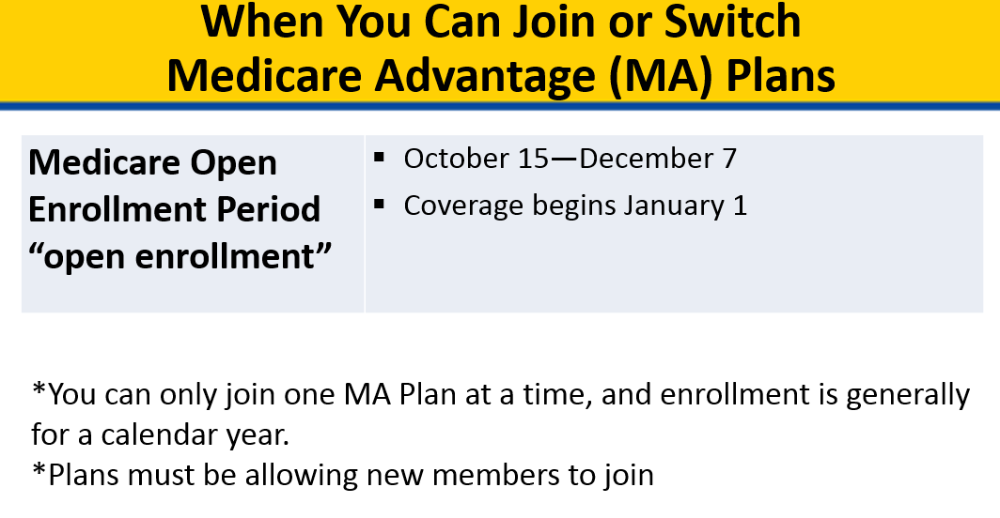 When You Can Join or Switch
Medicare Advantage (MA) Plans
Medicare Open
Enrollment Period
“open enrollment”
▪ October 15—December 7
▪ Coverage begins January 1
*You can only join one MA Plan at a time, and enrollment is generally
for a calendar year.
*Plans must be allowing new members to join